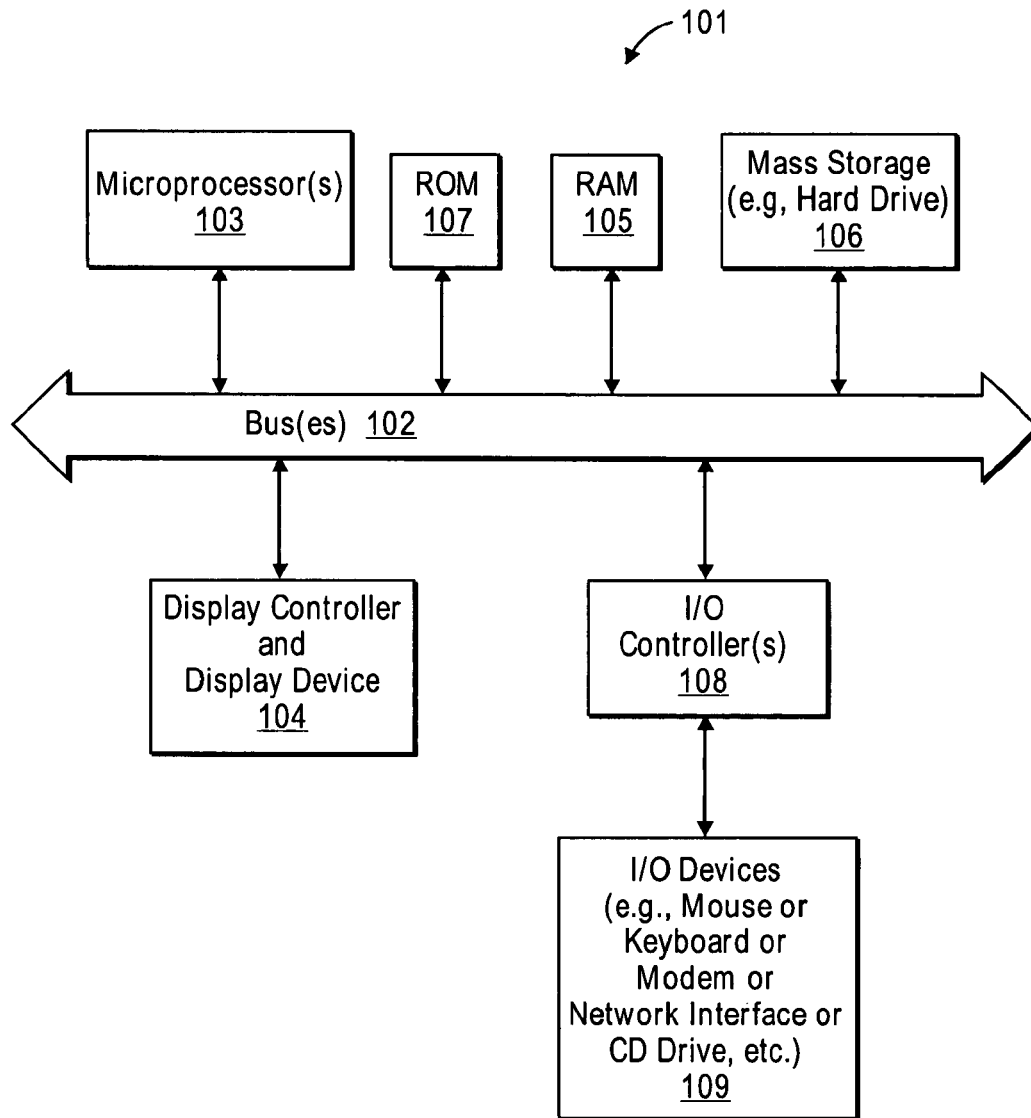 101
Microprocessor(s)
103
ROM
107
RAM
105
Mass Storage
(e.g, Hard Drive)
106
Bus(es) 102
Display Controller
and
Display Device
104
I/O
Controller(s)
108
I/O Devices
(e.g., Mouse or
Keyboard or
Modem or
Network Interface or
CD Drive, etc.)
109